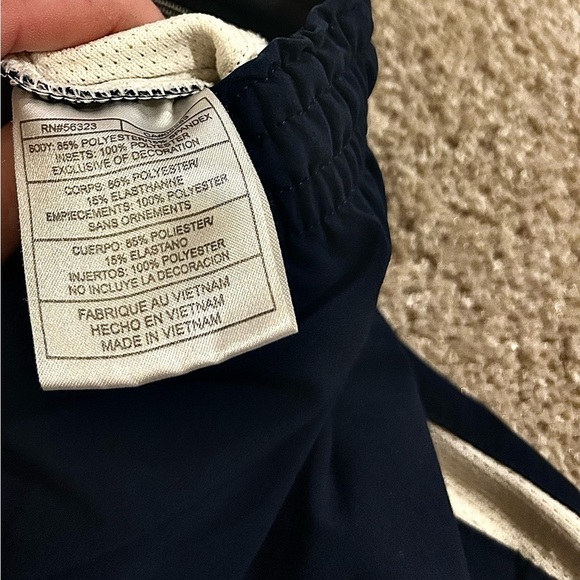 RN#56323
BODY: 85% POLYESTER SPANDEX
INSETS: 100% POLYESTER
EXCLUSIVE OF DECORATION
CORPS: 85% POLYESTER/
15% ELASTHANNE
EMPIECEMENTS: 100% POLYESTER
SANS ORNEMENTS
CUERPO: 85% POLIESTER/
15% ELASTANO
INJERTOS: 100% POLIESTER
NO INCLUYE LA DECORACION
FABRIQUE AU VIETNAM
HECHO EN VIETNAM
MADE IN VIETNAM